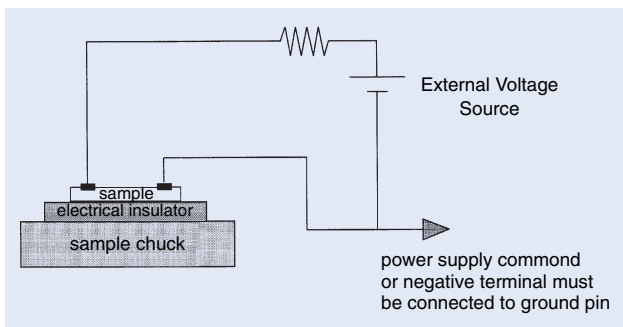 External Voltage
Source
sample
electrical insulator
sample chuck
power supply commond
or negative terminal must
be connected to ground pin